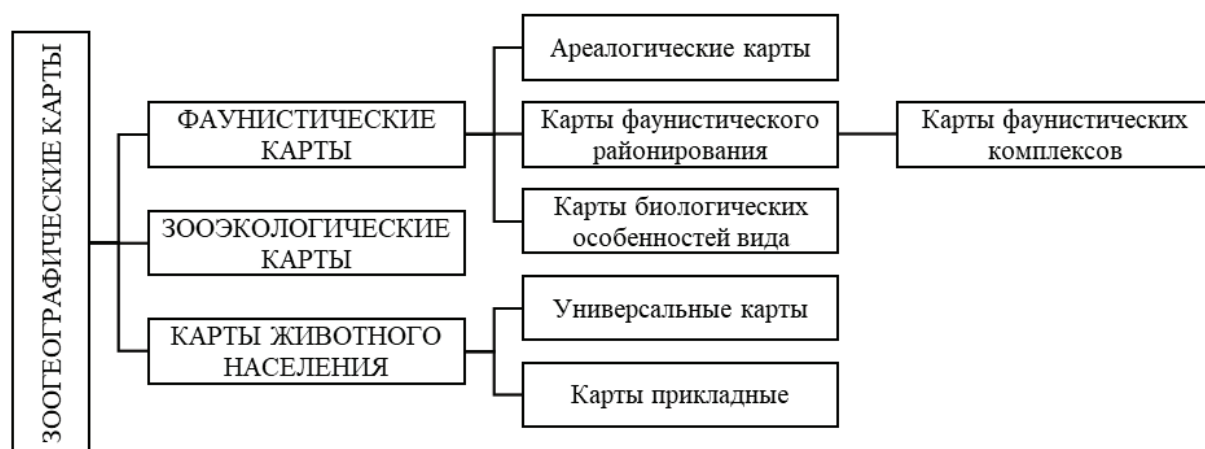 ЗООГЕОГРАФИЧЕСКИЕ КАРТЫ
ФАУНИСТИЧЕСКИЕ
КАРТЫ
Ареалогические карты
Карты фаунистического
районирования
Карты фаунистических
комплексов
Карты биологических
особенностей вида
ЗООЭКОЛОГИЧЕСКИЕ
КАРТЫ
КАРТЫ ЖИВОТНОГО
НАСЕЛЕНИЯ
Универсальные карты
Карты прикладные